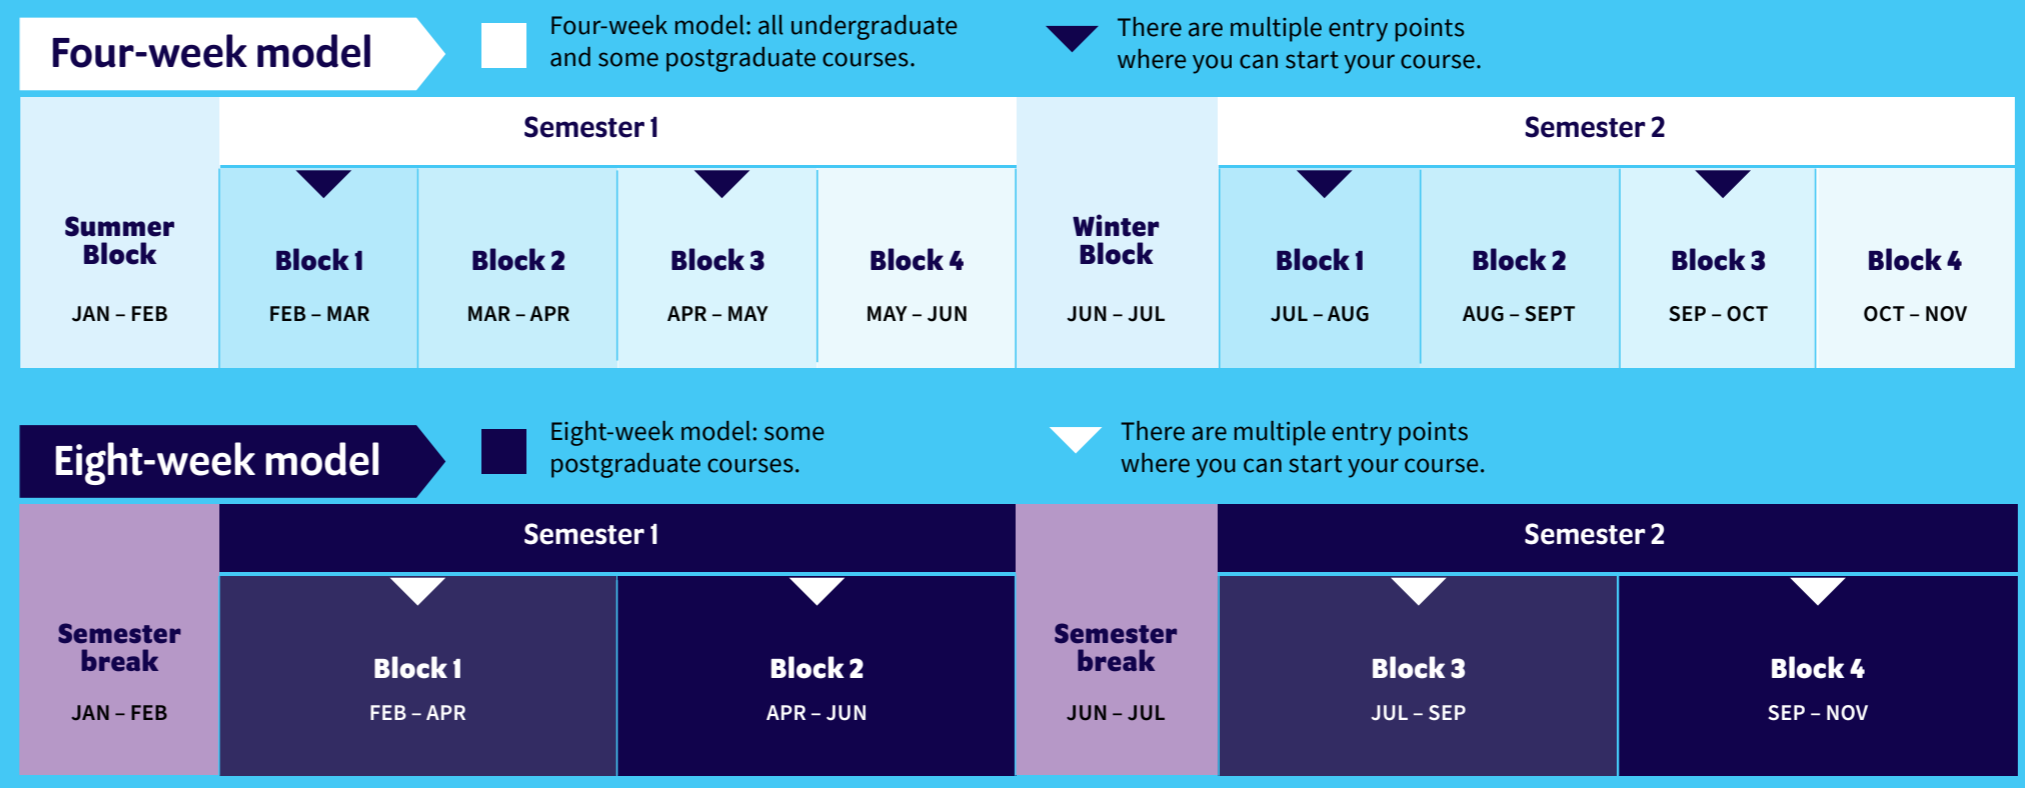 Four-week model
Four-week model: all undergraduate
and some postgraduate courses.
There are multiple entry points
where you can start your course.
Semester 1
Semester 2
Summer
Block
JAN – FEB
Block 1
FEB – MAR
Block 2
MAR – APR
Block 3
APR – MAY
Block 4
MAY – JUN
Winter
Block
JUN – JUL
Block 1
JUL – AUG
Block 2
AUG – SEPT
Block 3
SEP – OCT
Block 4
OCT – NOV
Eight-week model
Eight-week model: some
postgraduate courses.
There are multiple entry points
where you can start your course.
Semester 1
Semester 2
Semester
break
JAN – FEB
Block 1
FEB – APR
Block 2
APR – JUN
Semester
break
JUN – JUL
Block 3
JUL – SEP
Block 4
SEP – NOV